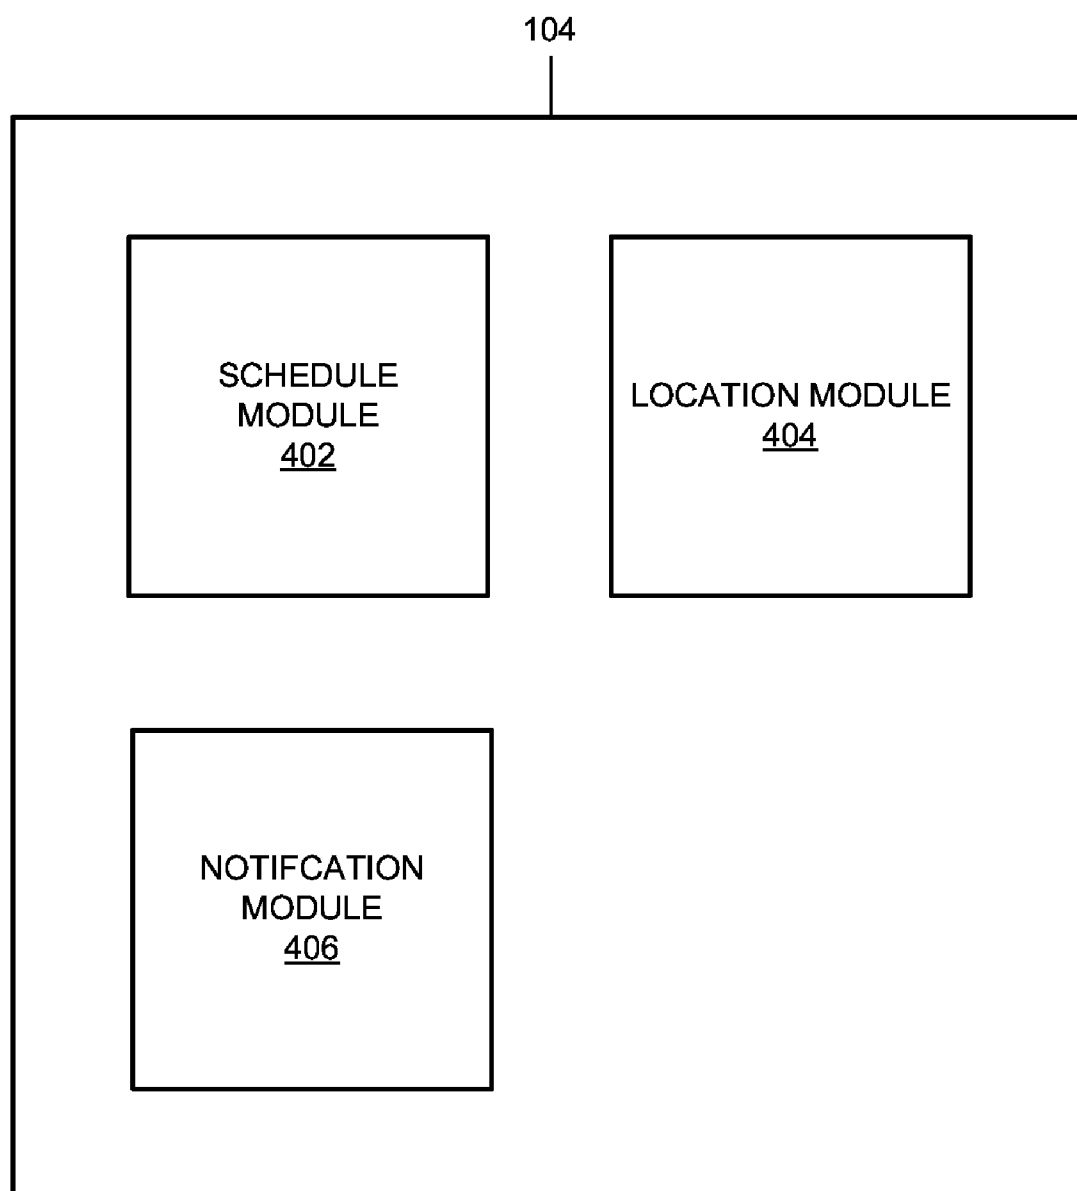 104
SCHEDULE
MODULE
402
LOCATION MODULE
404
NOTIFCATION
MODULE
406